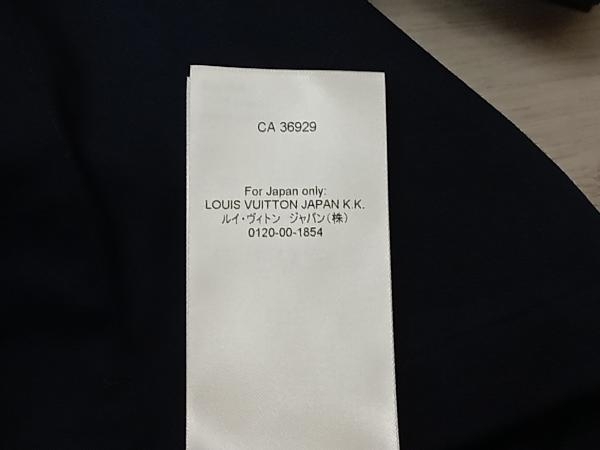 CA 36929
For Japan only:
LOUIS VUITTON JAPAN K.K.
ルイ・ヴィトン ジャパン(株)
0120-00-1854